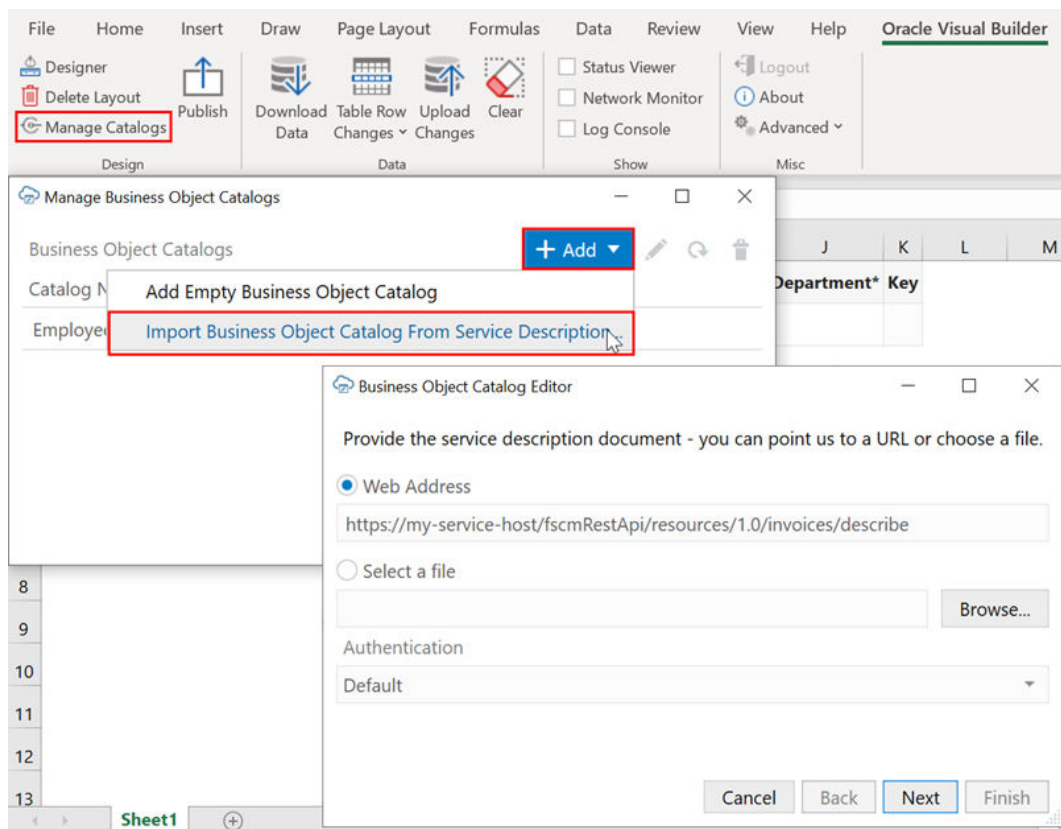 File Home Insert Draw Page Layout Formulas Data Review View Help Oracle Visual Builder
Designer
Delete Layout
Manage Catalogs
Publish
Design
Download Data
Table Row Changes
Upload Changes
Clear
Data
Status Viewer
Network Monitor
Log Console
Show
Logout
About
Advanced
Misc
Manage Business Object Catalogs
Business Object Catalogs
+ Add
Catalog N
Add Empty Business Object Catalog
Employe
Import Business Object Catalog From Service Description...
J K L M
Department* Key
Business Object Catalog Editor
Provide the service description document - you can point us to a URL or choose a file.
Web Address
https://my-service-host/fscmRestApi/resources/1.0/invoices/describe
Select a file
Browse...
Authentication
Default
Cancel Back Next Finish
8
9
10
11
12
13
Sheet1